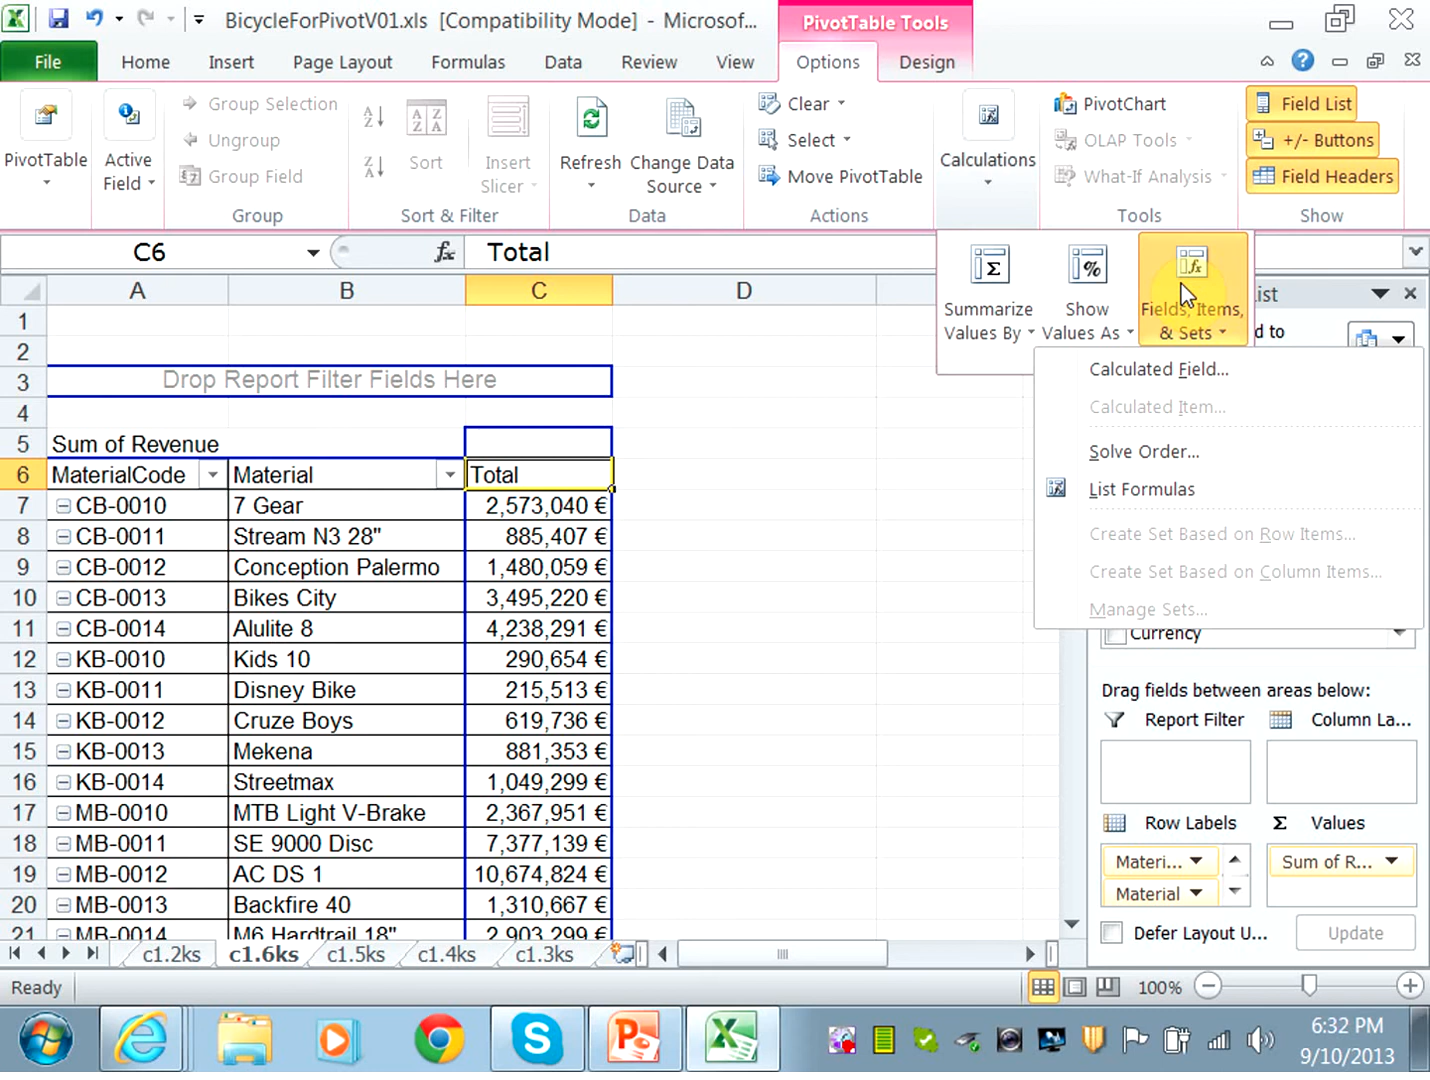 BicycleForPivotV01.xls [Compatibility Mode] - Microsof...
PivotTable Tools
File Home Insert Page Layout Formulas Data Review View Options Design
PivotTable
Active Field
Group Selection
Ungroup
Group Field
Group
Sort
Insert Slicer
Sort & Filter
Refresh
Change Data Source
Data
Clear
Select
Move PivotTable
Actions
Calculations
PivotChart
OLAP Tools
What-If Analysis
Tools
Field List
+/- Buttons
Field Headers
Show
C6 fx Total
Summarize Values By
Show Values As
Fields, Items, & Sets
Calculated Field...
Calculated Item...
Solve Order...
List Formulas
Create Set Based on Row Items...
Create Set Based on Column Items...
Manage Sets...
A B C D
1
2
3 Drop Report Filter Fields Here
4
5 Sum of Revenue
6 MaterialCode Material Total
7 CB-0010 7 Gear 2,573,040 €
8 CB-0011 Stream N3 28" 885,407 €
9 CB-0012 Conception Palermo 1,480,059 €
10 CB-0013 Bikes City 3,495,220 €
11 CB-0014 Alulite 8 4,238,291 €
12 KB-0010 Kids 10 290,654 €
13 KB-0011 Disney Bike 215,513 €
14 KB-0012 Cruze Boys 619,736 €
15 KB-0013 Mekena 881,353 €
16 KB-0014 Streetmax 1,049,299 €
17 MB-0010 MTB Light V-Brake 2,367,951 €
18 MB-0011 SE 9000 Disc 7,377,139 €
19 MB-0012 AC DS 1 10,674,824 €
20 MB-0013 Backfire 40 1,310,667 €
21 MB-0014 M6 Hardtrail 18" 2,903,299 €
ist
d to
Currency
Drag fields between areas below:
Report Filter Column La...
Row Labels Σ Values
Materi... Sum of R...
Material
Defer Layout U... Update
c1.2ks c1.6ks c1.5ks c1.4ks c1.3ks
Ready 100%
6:32 PM
9/10/2013